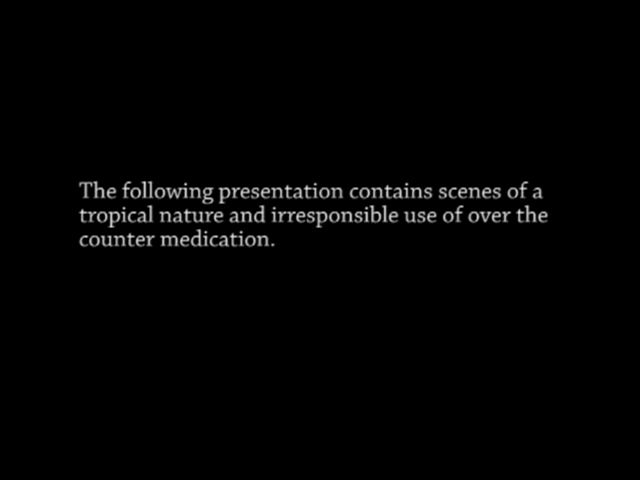 The following presentation contains scenes of a
tropical nature and irresponsible use of over the
counter medication.